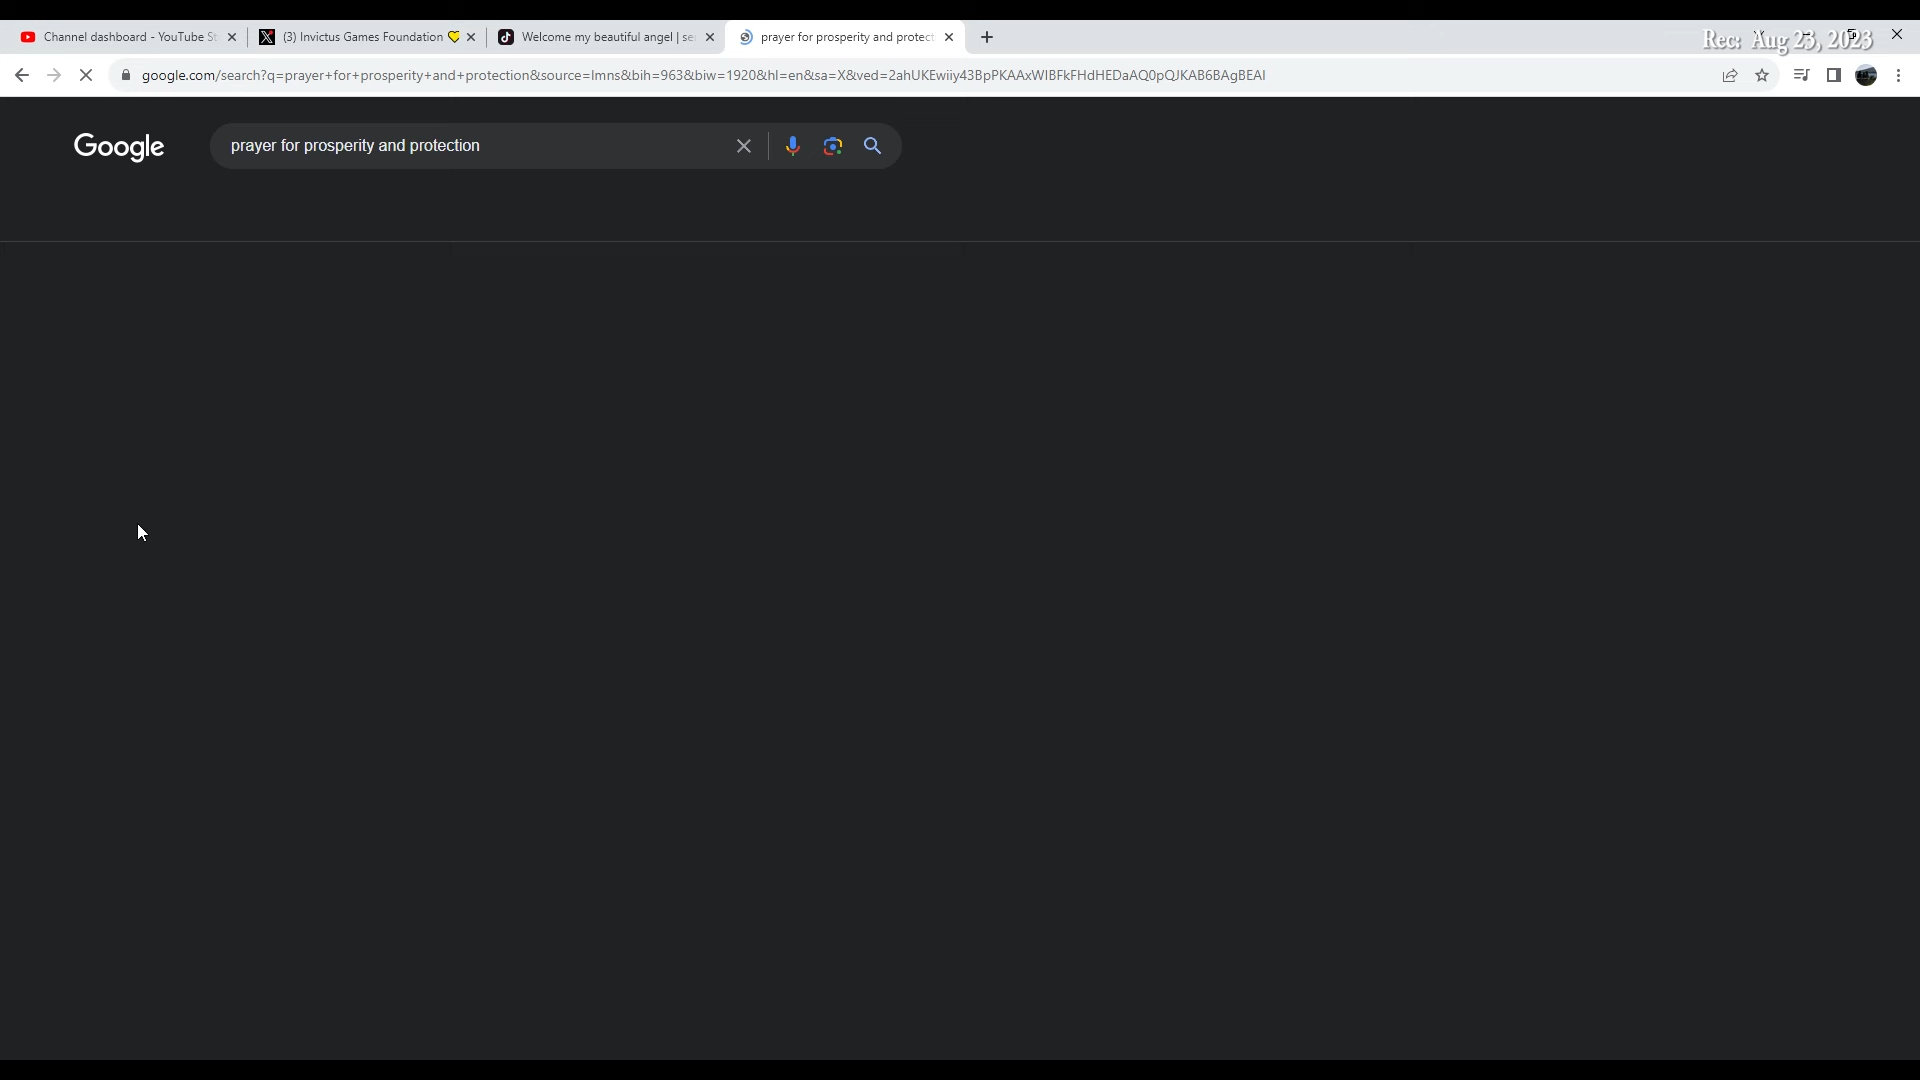 Channel dashboard - YouTube St
(3) Invictus Games Foundation 💛
Welcome my beautiful angel | se
prayer for prosperity and protect
Rec: Aug 23, 2023
google.com/search?q=prayer+for+prosperity+and+protection&source=lmns&bih=963&biw=1920&hl=en&sa=X&ved=2ahUKEwiiy43BpPKAAxWIBFkFHdHEDaAQ0pQJKAB6BAgBEAI
Google
prayer for prosperity and protection